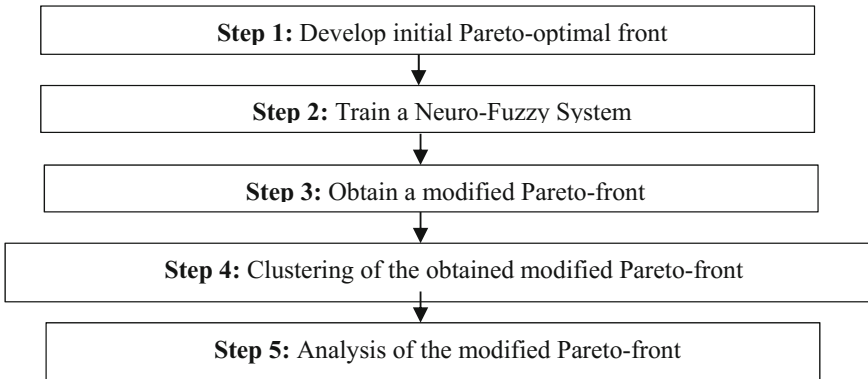 Step 1: Develop initial Pareto-optimal front
Step 2: Train a Neuro-Fuzzy System
Step 3: Obtain a modified Pareto-front
Step 4: Clustering of the obtained modified Pareto-front
Step 5: Analysis of the modified Pareto-front